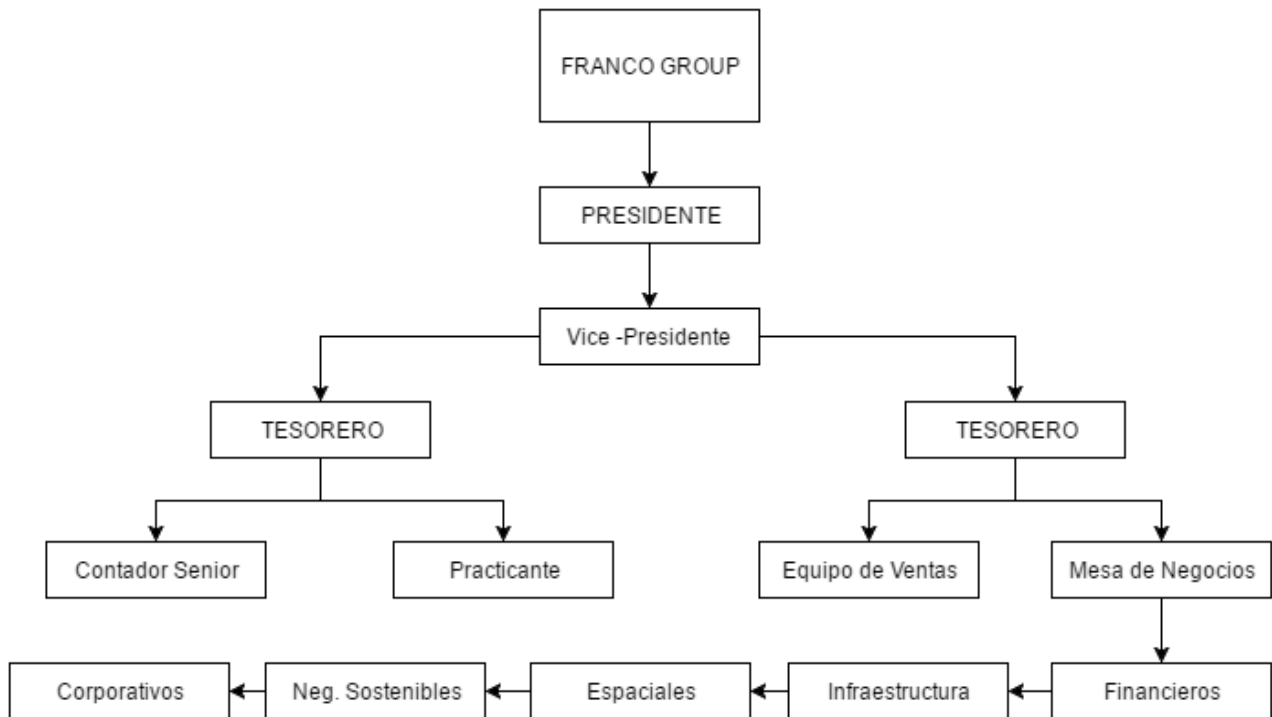 FRANCO GROUP
PRESIDENTE
Vice -Presidente
TESORERO
TESORERO
Contador Senior
Practicante
Equipo de Ventas
Mesa de Negocios
Corporativos
Neg. Sostenibles
Espaciales
Infraestructura
Financieros